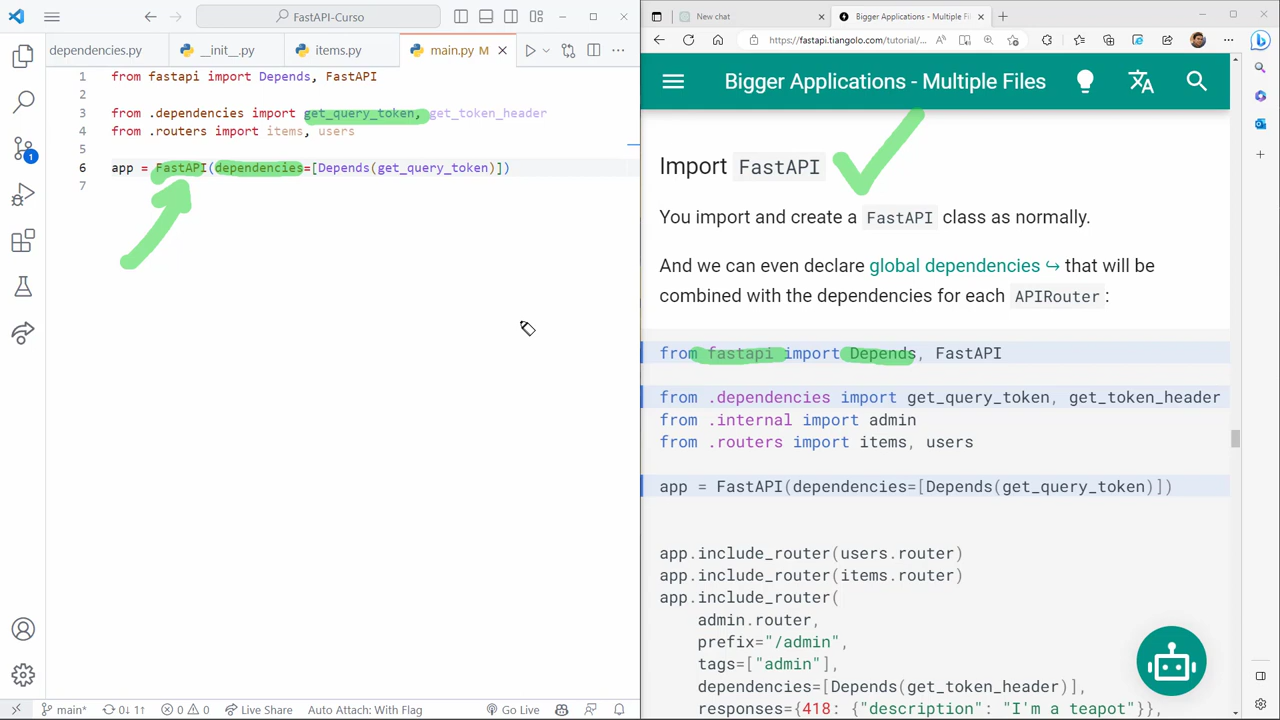 FastAPI-Curso
dependencies.py
__init__.py
items.py
main.py M
1 from fastapi import Depends, FastAPI
2
3 from .dependencies import get_query_token, get_token_header
4 from .routers import items, users
5
6 app = FastAPI(dependencies=[Depends(get_query_token)])
7
1
main*
0↓ 1↑
0
0
Live Share
Auto Attach: With Flag
Go Live
New chat
Bigger Applications - Multiple Fi
https://fastapi.tiangolo.com/tutorial/...
Bigger Applications - Multiple Files
Import FastAPI
You import and create a FastAPI class as normally.
And we can even declare global dependencies ↪ that will be
combined with the dependencies for each APIRouter:
from fastapi import Depends, FastAPI
from .dependencies import get_query_token, get_token_header
from .internal import admin
from .routers import items, users
app = FastAPI(dependencies=[Depends(get_query_token)])
app.include_router(users.router)
app.include_router(items.router)
app.include_router(
admin.router,
prefix="/admin",
tags=["admin"],
dependencies=[Depends(get_token_header)],
responses={418: {"description": "I'm a teapot"}},